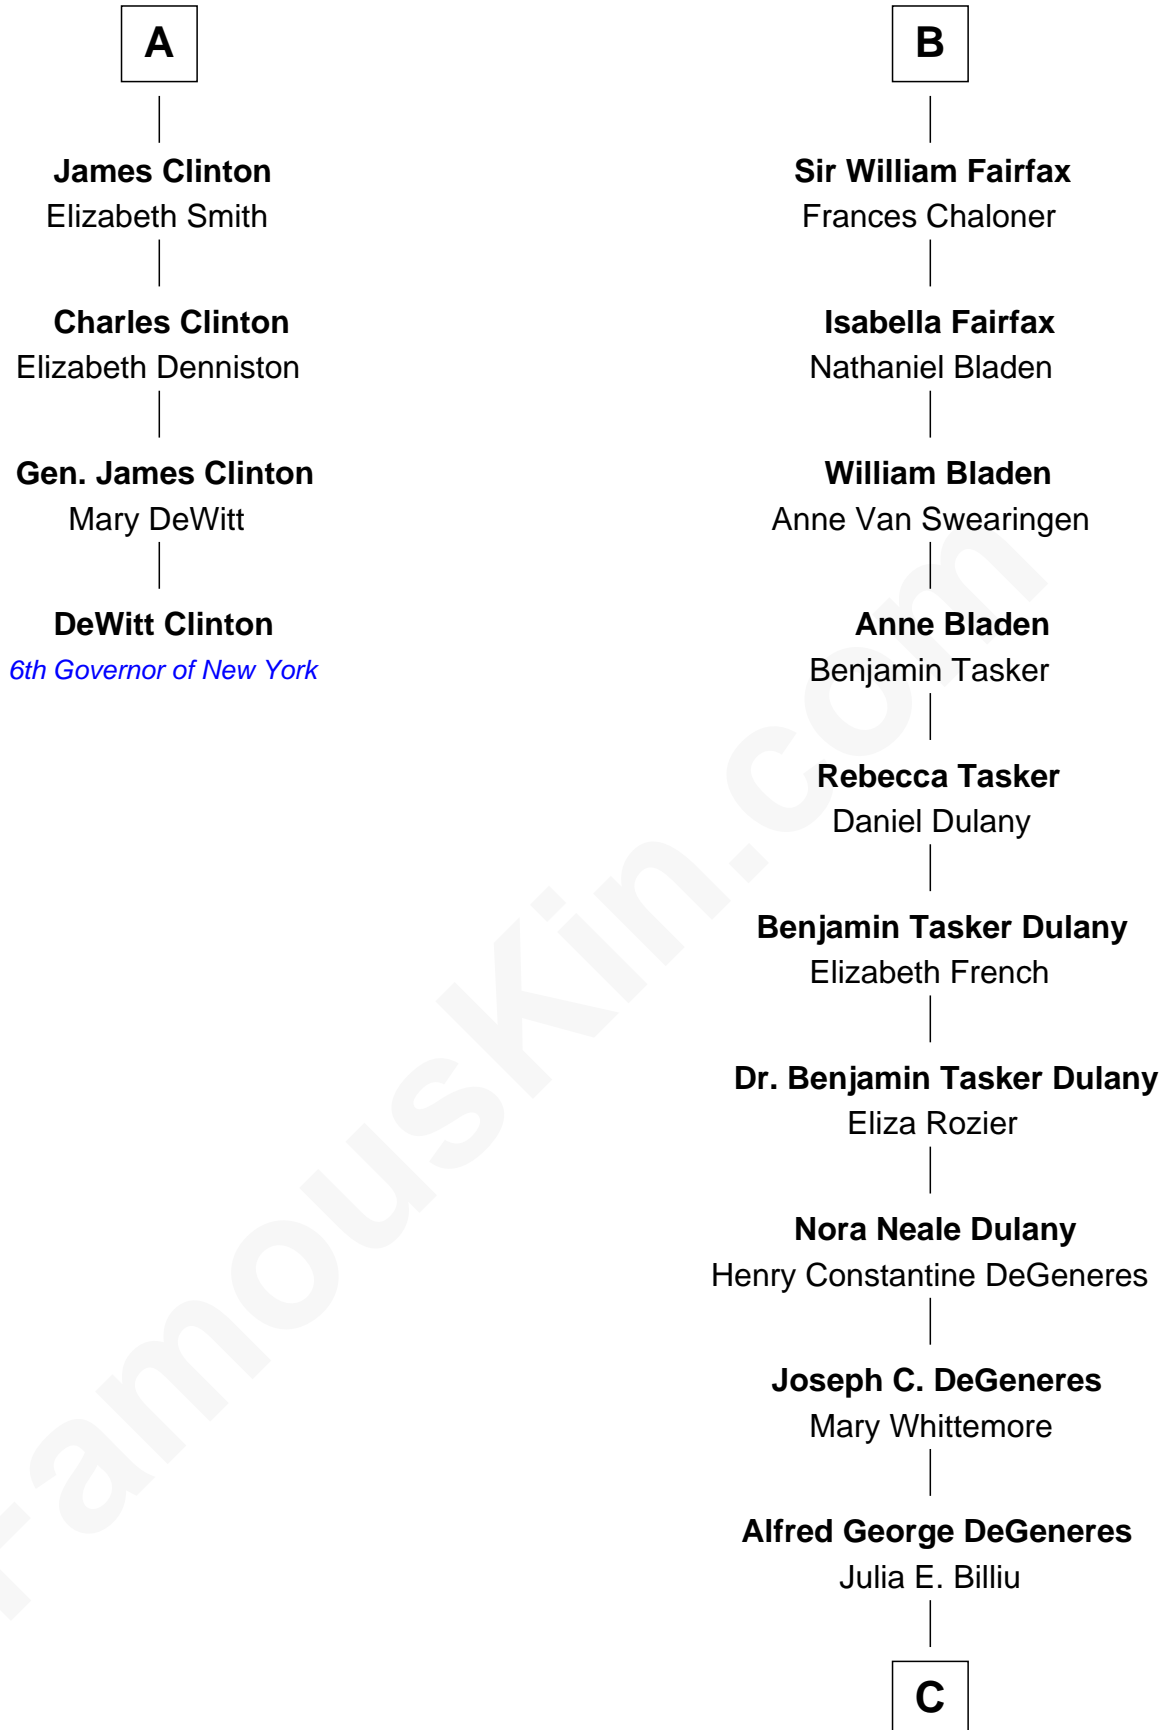 A
James Clinton
Elizabeth Smith
Charles Clinton
Elizabeth Denniston
Gen. James Clinton
Mary DeWitt
DeWitt Clinton
6th Governor of New York
B
Sir William Fairfax
Frances Chaloner
Isabella Fairfax
Nathaniel Bladen
William Bladen
Anne Van Swearingen
Anne Bladen
Benjamin Tasker
Rebecca Tasker
Daniel Dulany
Benjamin Tasker Dulany
Elizabeth French
Dr. Benjamin Tasker Dulany
Eliza Rozier
Nora Neale Dulany
Henry Constantine DeGeneres
Joseph C. DeGeneres
Mary Whittemore
Alfred George DeGeneres
Julia E. Billiu
C
FamousKin.com